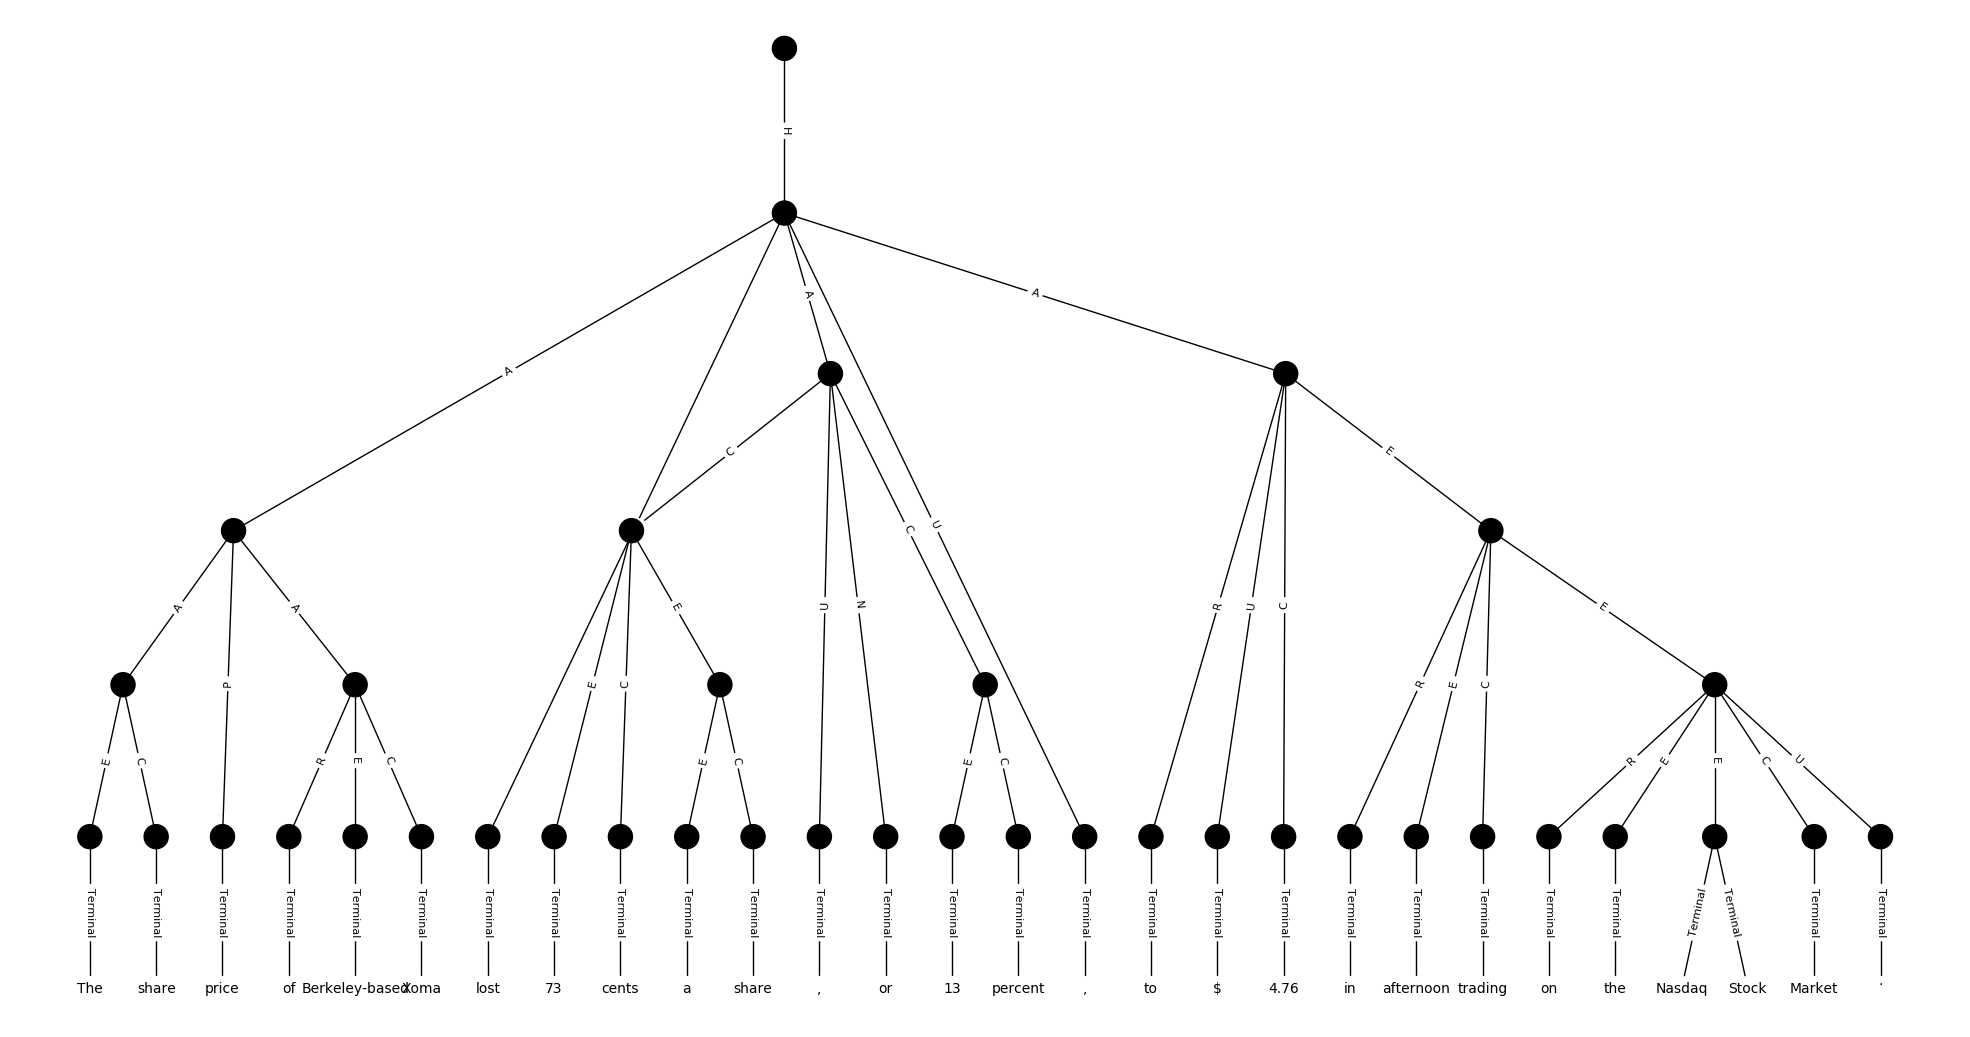 H
A A A
C U
C E
U N C R U C
A P A E E
E C R E C E C E C R E C R E E C U
Terminal Terminal Terminal Terminal Terminal Terminal Terminal Terminal Terminal Terminal Terminal Terminal Terminal Terminal Terminal Terminal Terminal Terminal Terminal Terminal Terminal Terminal Terminal Terminal Terminal Terminal Terminal Terminal
The share price of Berkeley-based Xoma lost 73 cents a share , or 13 percent , to $ 4.76 in afternoon trading on the Nasdaq Stock Market .